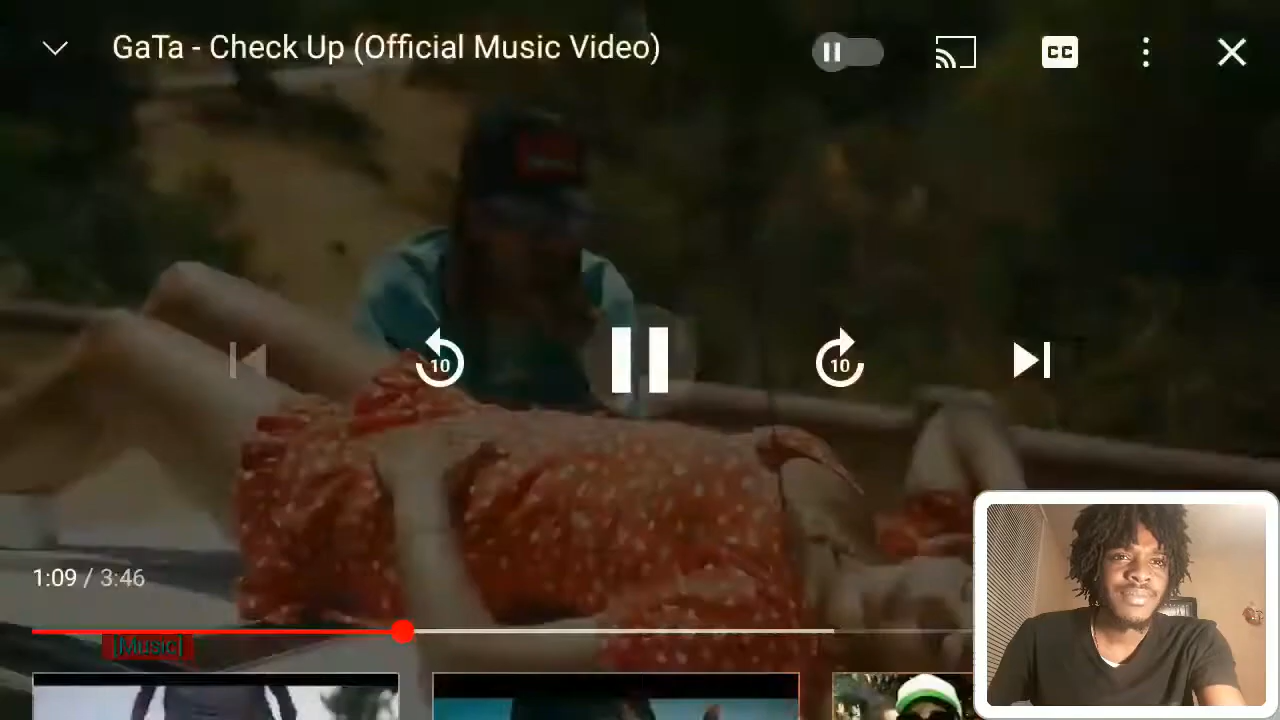 GaTa - Check Up (Official Music Video)
CC
10
10
1:09 / 3:46
[Music]